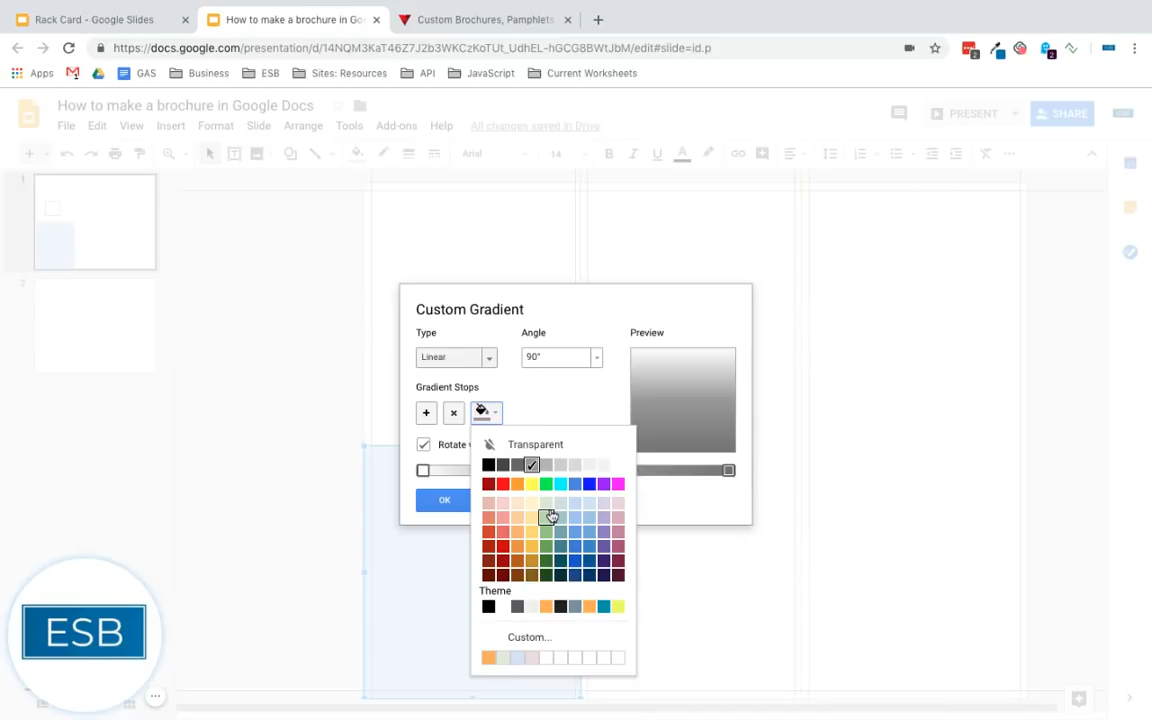 Rack Card - Google Slides × How to make a brochure in Go × Custom Brochures, Pamphlets × +
https://docs.google.com/presentation/d/14NQM3KaT46Z7J2b3WKCzKoTUt_UdhEL-hGCG8BWtJbM/edit#slide=id.p
Apps GAS Business ESB Sites: Resources API JavaScript Current Worksheets
How to make a brochure in Google Docs
File Edit View Insert Format Slide Arrange Tools Add-ons Help All changes saved in Drive
PRESENT SHARE
Arial 14 B I U A
1
2
Custom Gradient
Type Angle Preview
Linear 90°
Gradient Stops
Rotate
OK
Transparent
Theme
Custom...
ESB